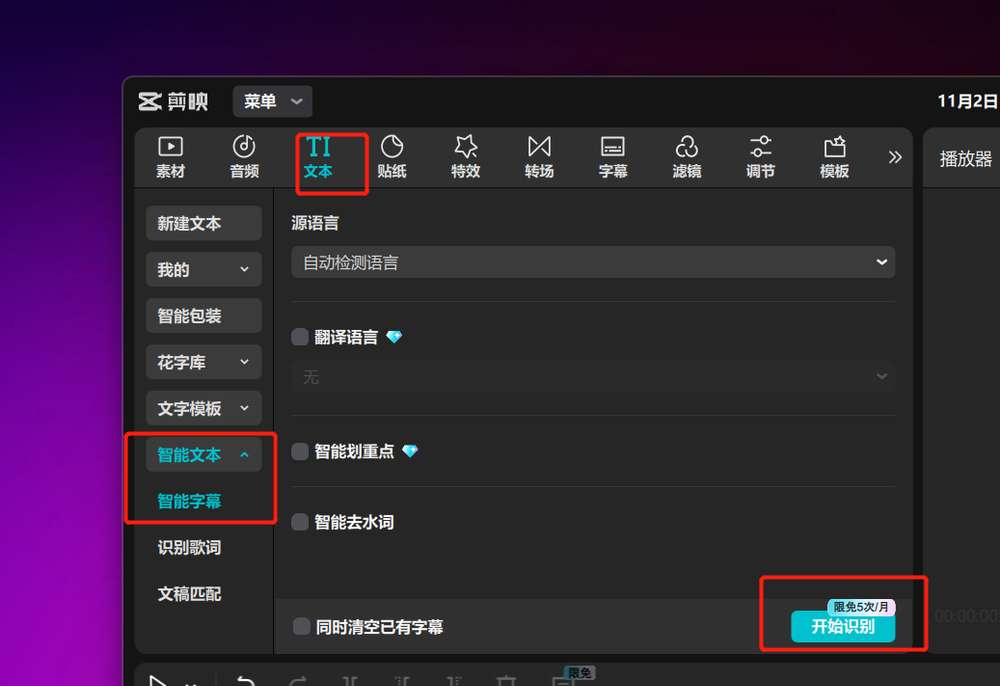 剪映
菜单
11月2日
素材
音频
TI
文本
贴纸
特效
转场
字幕
滤镜
调节
模板
播放器
新建文本
我的
智能包装
花字库
文字模板
智能文本
智能字幕
识别歌词
文稿匹配
源语言
自动检测语言
翻译语言
无
智能划重点
智能去水词
同时清空已有字幕
限免5次/月
开始识别
00:00:00
限免